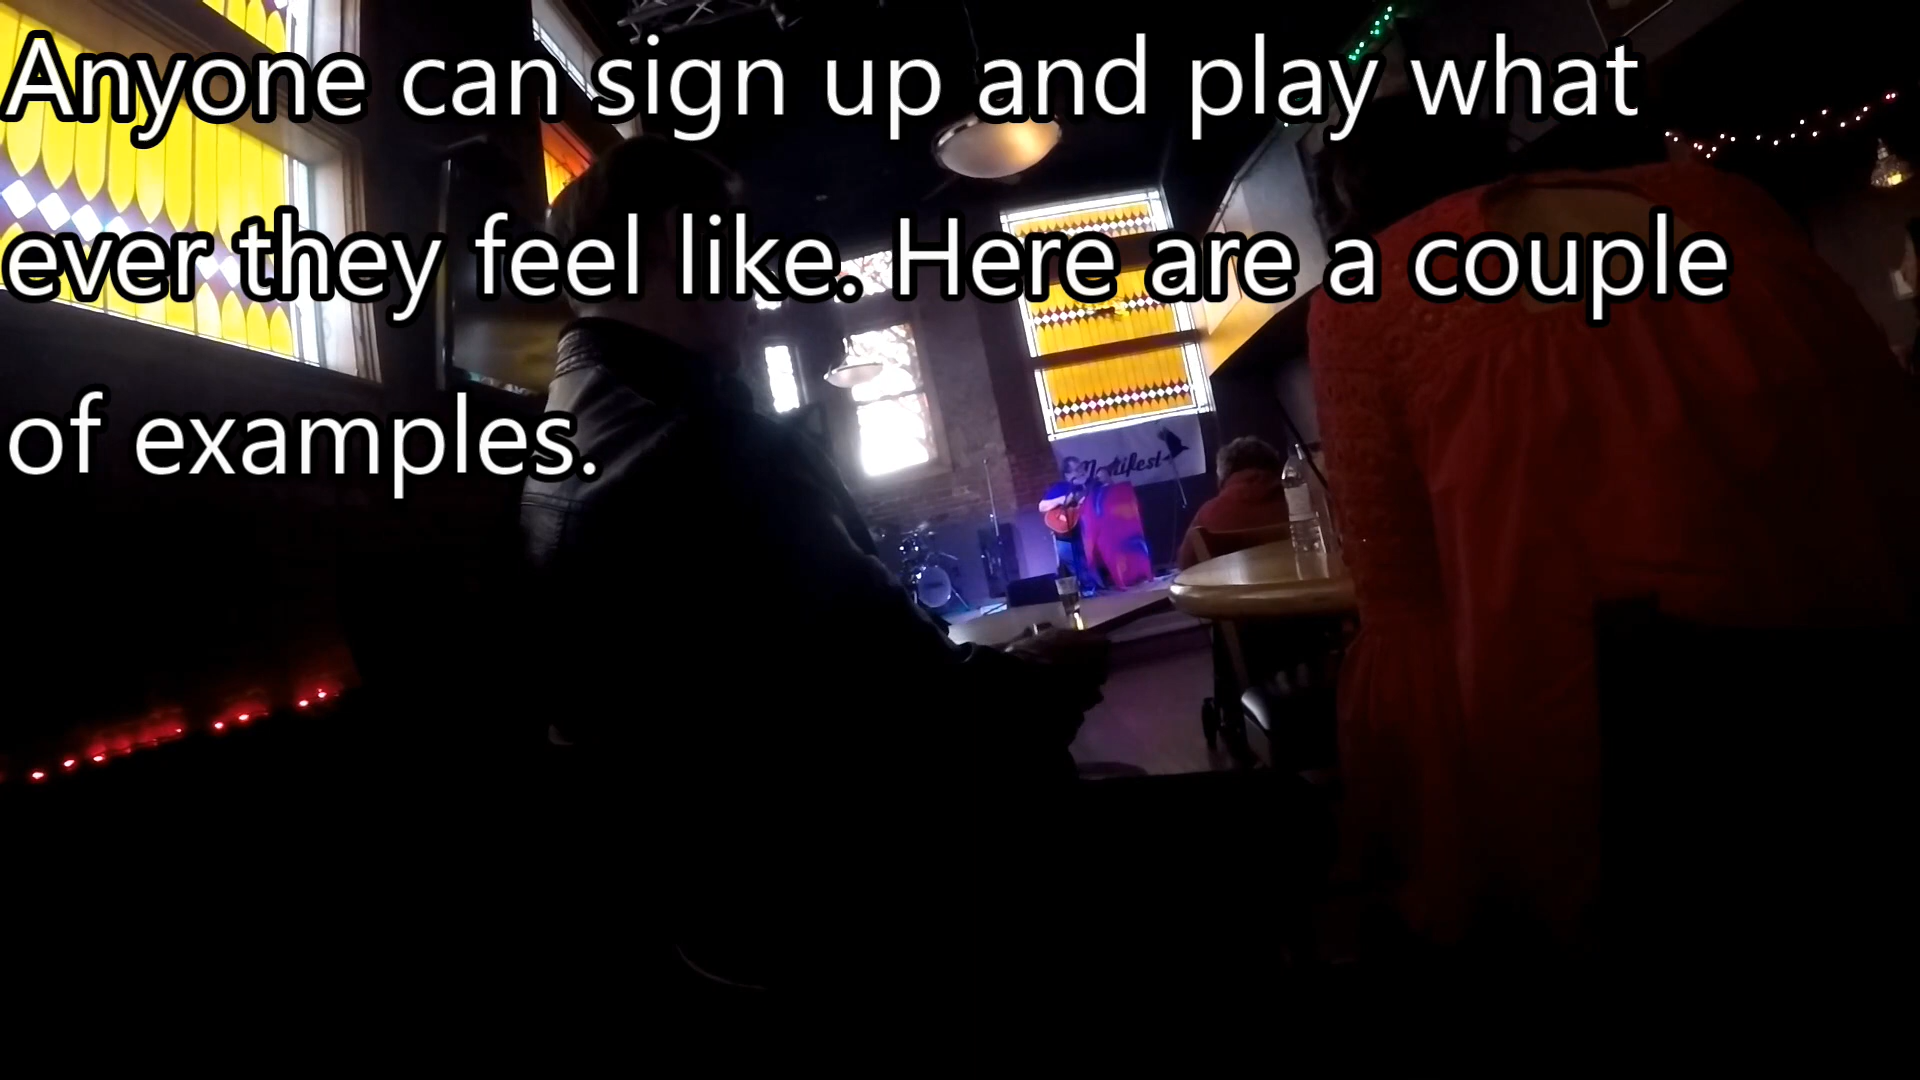 Anyone can sign up and play what
ever they feel like. Here are a couple
of examples.